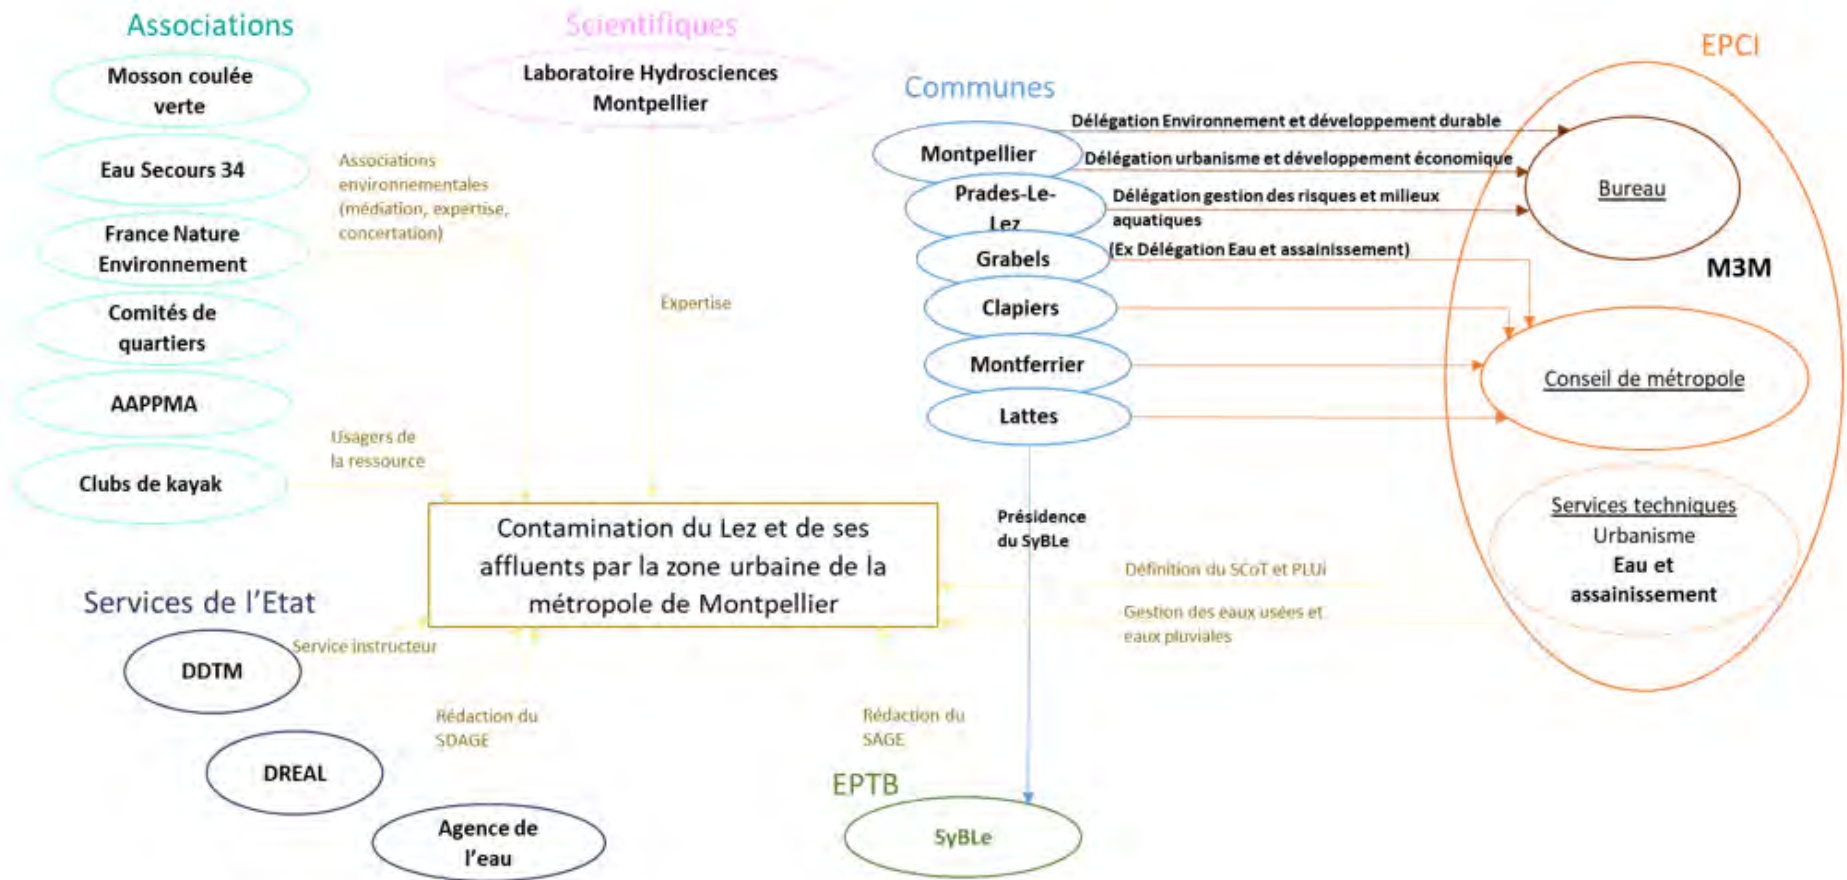 Associations
Mosson coulée
verte
Eau Secours 34
France Nature
Environnement
Comités de
quartiers
AAPPMA
Clubs de kayak
Associations
environnementales
(médiation, expertise,
concertation)
Usagers de
la ressource
Scientifiques
Laboratoire Hydrosciences
Montpellier
Expertise
Communes
Montpellier
Prades-Le-
Lez
Grabels
Clapiers
Montferrier
Lattes
Délégation Environnement et développement durable
Délégation urbanisme et développement économique
Délégation gestion des risques et milieux
aquatiques
(Ex Délégation Eau et assainissement)
EPCI
Bureau
M3M
Conseil de métropole
Services techniques
Urbanisme
Eau et
assainissement
Contamination du Lez et de ses
affluents par la zone urbaine de la
métropole de Montpellier
Présidence
du SyBLe
Définition du SCoT et PLUi
Gestion des eaux usées et
eaux pluviales
Services de l'Etat
DDTM
Service instructeur
DREAL
Rédaction du
SDAGE
Agence de
l'eau
Rédaction du
SAGE
EPTB
SyBLe